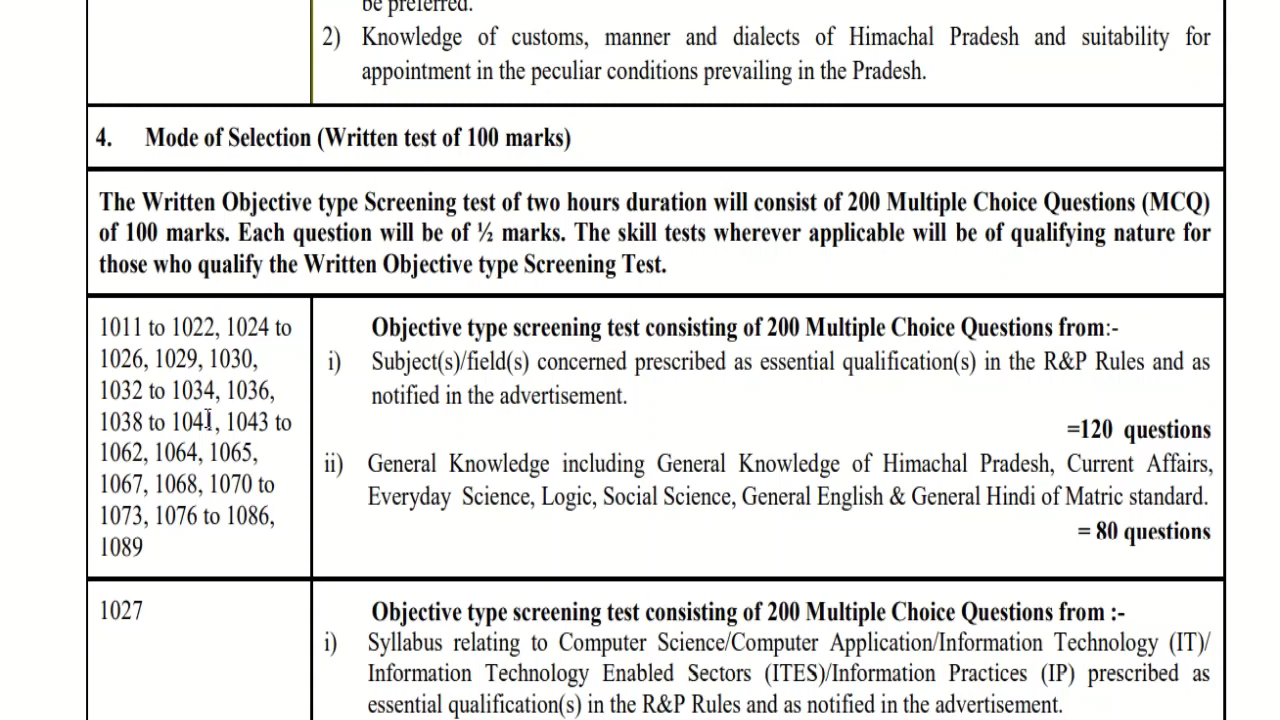 be preferred.
2) Knowledge of customs, manner and dialects of Himachal Pradesh and suitability for
appointment in the peculiar conditions prevailing in the Pradesh.
4. Mode of Selection (Written test of 100 marks)
The Written Objective type Screening test of two hours duration will consist of 200 Multiple Choice Questions (MCQ)
of 100 marks. Each question will be of ½ marks. The skill tests wherever applicable will be of qualifying nature for
those who qualify the Written Objective type Screening Test.
1011 to 1022, 1024 to
1026, 1029, 1030,
1032 to 1034, 1036,
1038 to 1041, 1043 to
1062, 1064, 1065,
1067, 1068, 1070 to
1073, 1076 to 1086,
1089
Objective type screening test consisting of 200 Multiple Choice Questions from:-
i) Subject(s)/field(s) concerned prescribed as essential qualification(s) in the R&P Rules and as
notified in the advertisement.
=120 questions
ii) General Knowledge including General Knowledge of Himachal Pradesh, Current Affairs,
Everyday Science, Logic, Social Science, General English & General Hindi of Matric standard.
= 80 questions
1027
Objective type screening test consisting of 200 Multiple Choice Questions from :-
i) Syllabus relating to Computer Science/Computer Application/Information Technology (IT)/
Information Technology Enabled Sectors (ITES)/Information Practices (IP) prescribed as
essential qualification(s) in the R&P Rules and as notified in the advertisement.